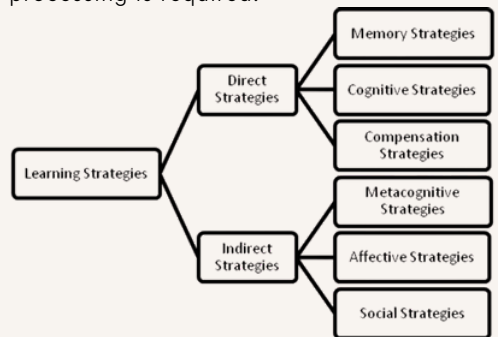 processing is required.
Memory Strategies
Direct
Strategies
Cognitive Strategies
Compensation
Strategies
Learning Strategies
Metacognitive
Strategies
Indirect
Strategies
Affective Strategies
Social Strategies